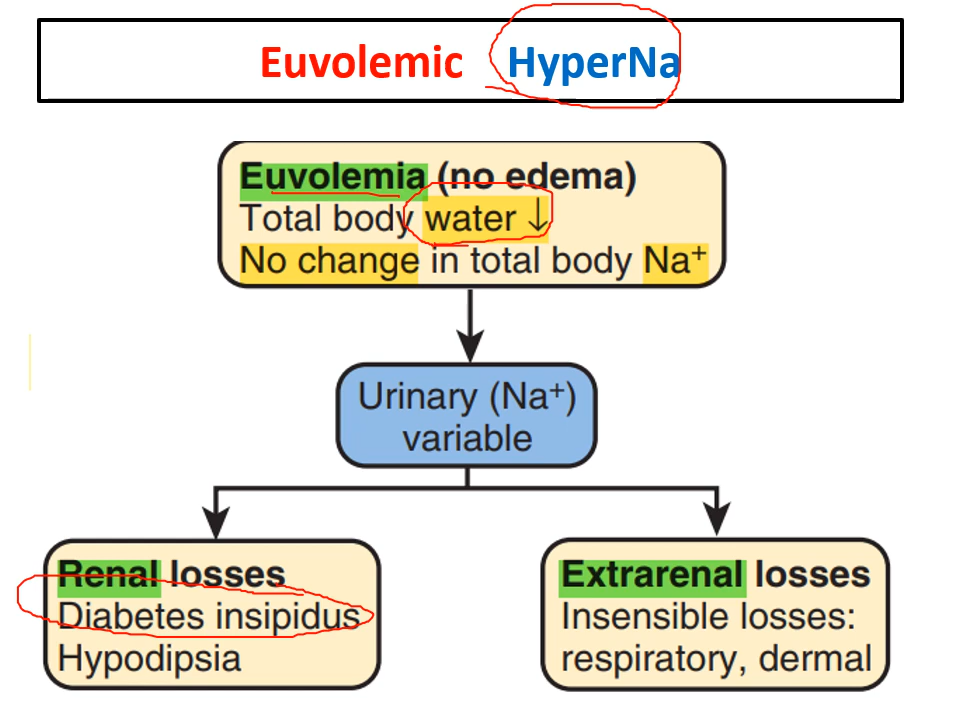 Euvolemic HyperNa
Euvolemia (no edema)
Total body water ↓
No change in total body Na⁺
Urinary (Na⁺)
variable
Renal losses
Diabetes insipidus
Hypodipsia
Extrarenal losses
Insensible losses:
respiratory, dermal